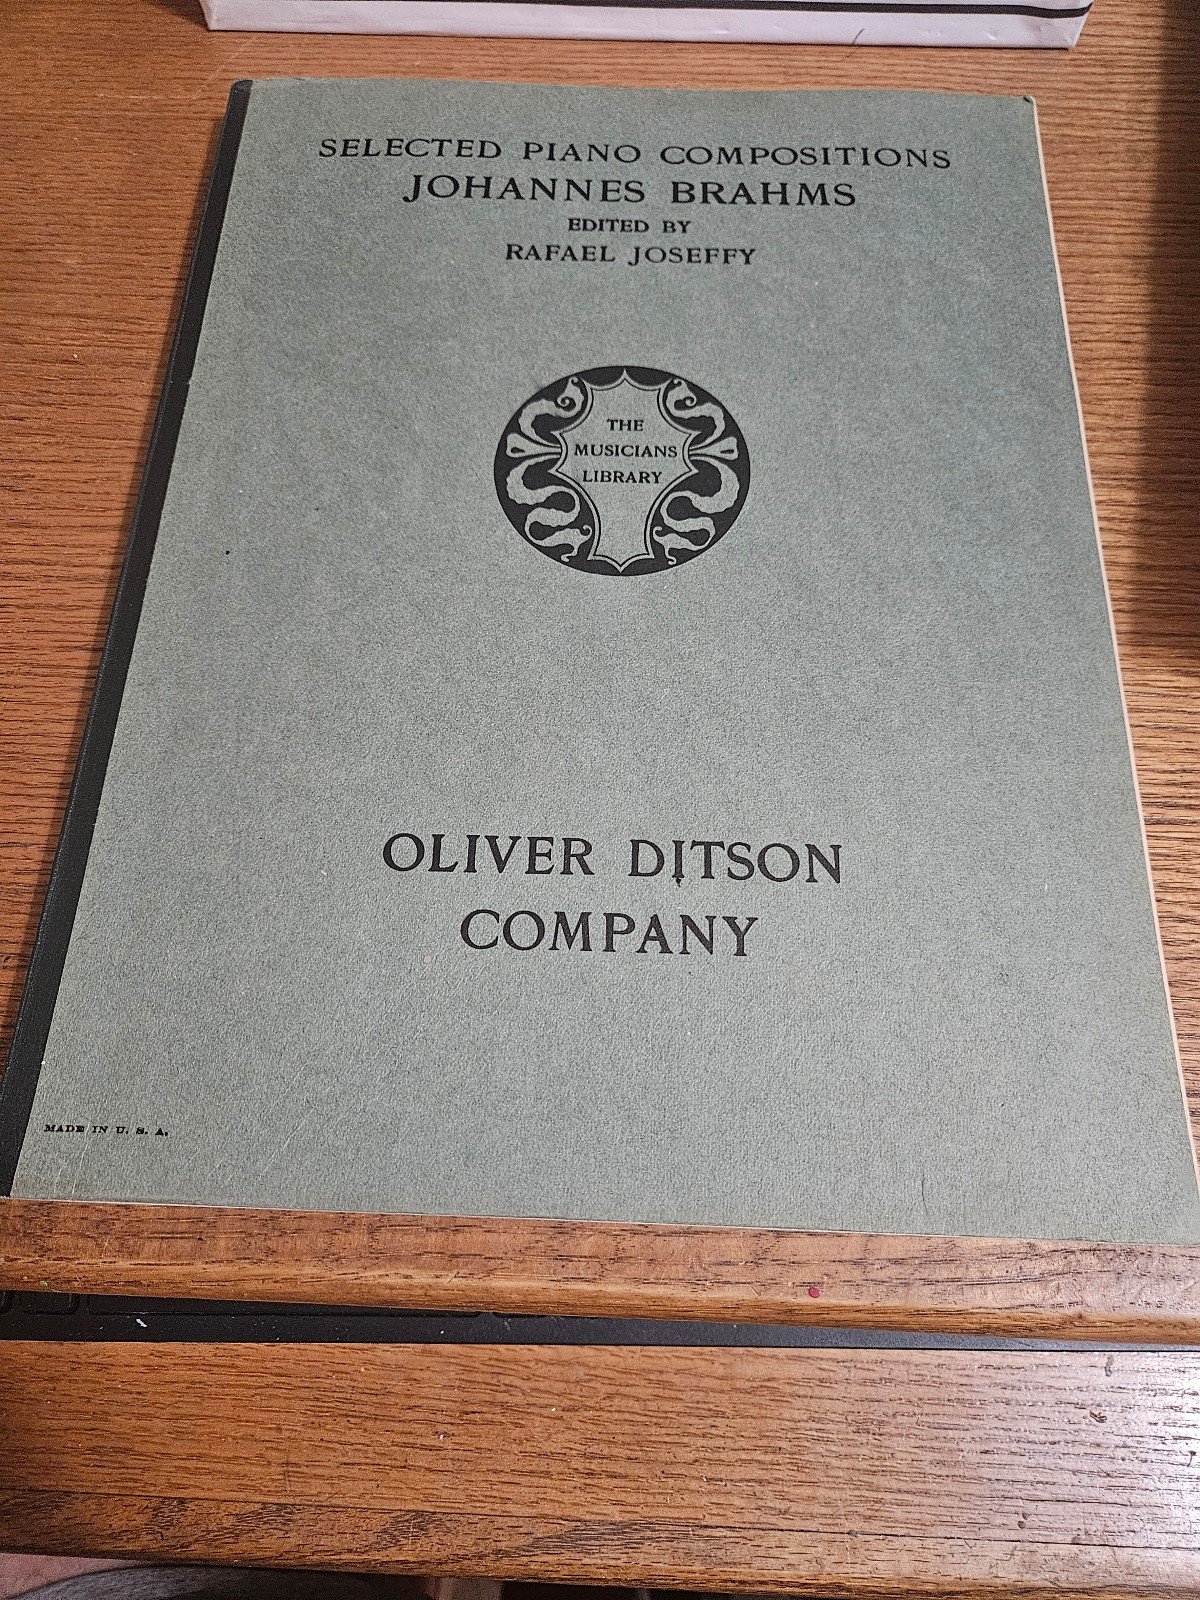 SELECTED PIANO COMPOSITIONS
JOHANNES BRAHMS
EDITED BY
RAFAEL JOSEFFY
THE
MUSICIANS
LIBRARY
OLIVER DITSON
COMPANY
MADE IN U. S. A.